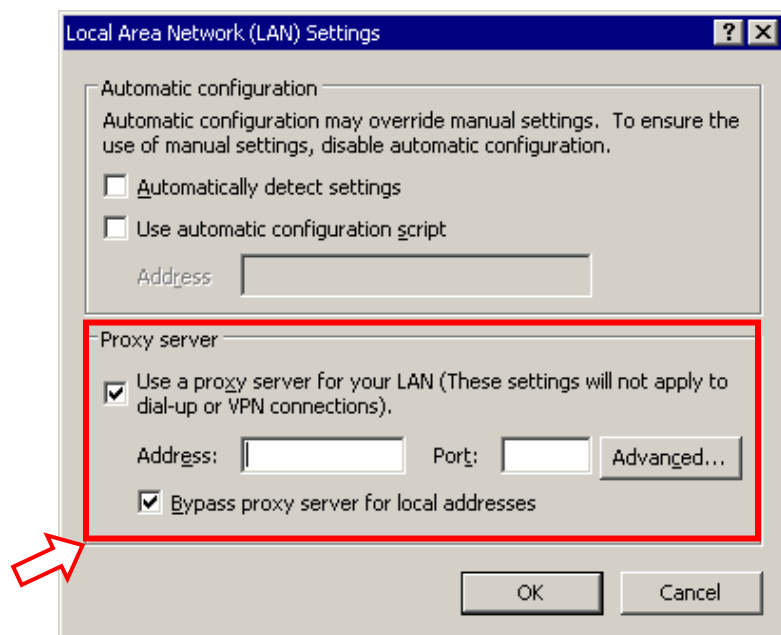 Local Area Network (LAN) Settings
Automatic configuration
Automatic configuration may override manual settings. To ensure the
use of manual settings, disable automatic configuration.
Automatically detect settings
Use automatic configuration script
Address
Proxy server
Use a proxy server for your LAN (These settings will not apply to
dial-up or VPN connections).
Address: Port: Advanced...
Bypass proxy server for local addresses
OK Cancel